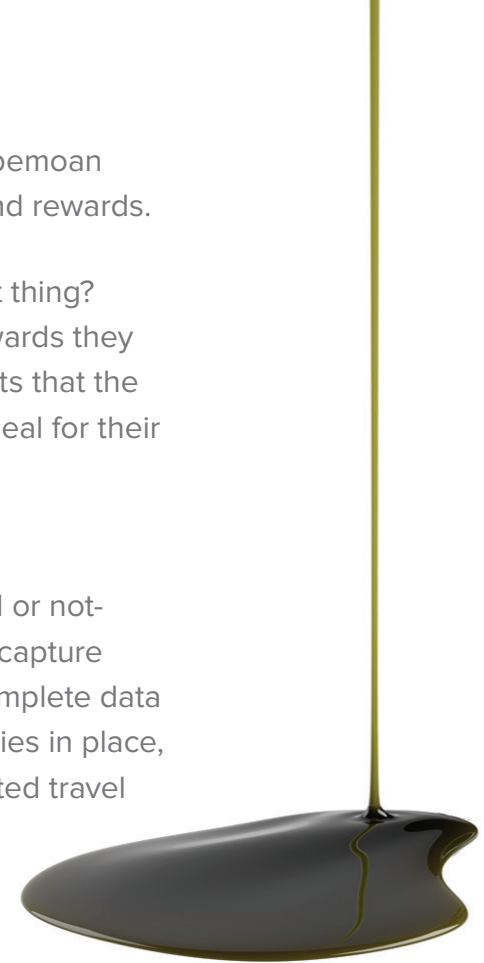 bemoan
nd rewards.
t thing?
wards they
ts that the
eal for their
l or not-
capture
mplete data
ies in place,
ted travel